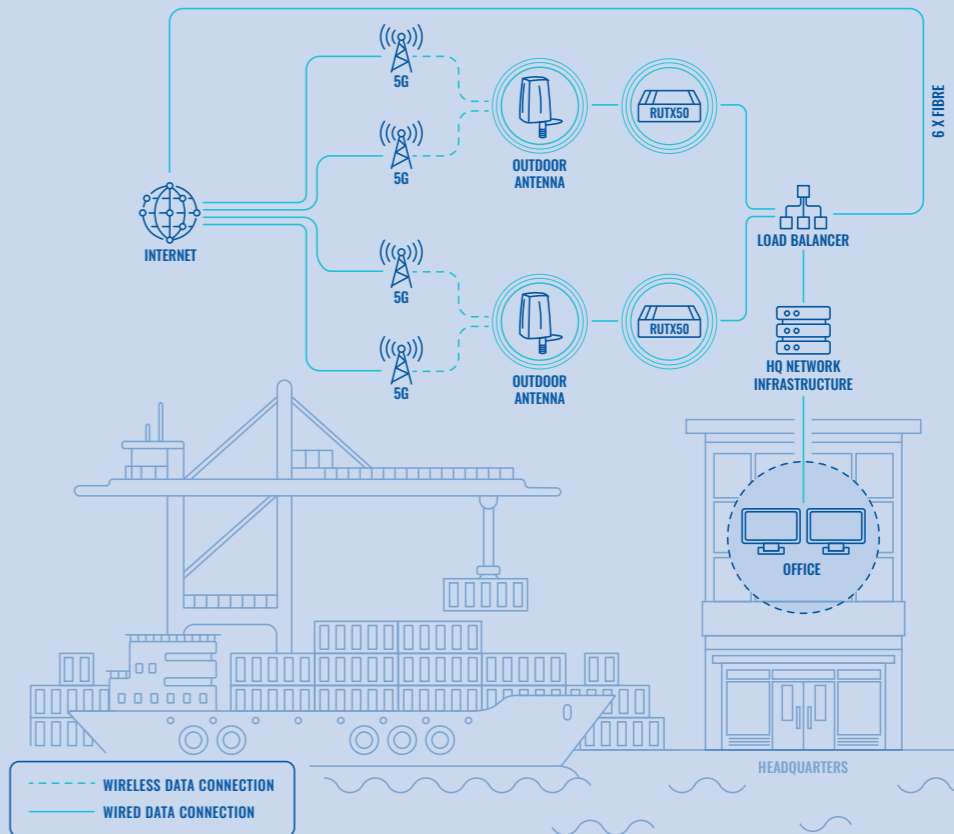 5G
6 X FIBRE
RUTX50
5G
OUTDOOR
ANTENNA
INTERNET
LOAD BALANCER
5G
RUTX50
5G
OUTDOOR
ANTENNA
HQ NETWORK
INFRASTRUCTURE
OFFICE
HEADQUARTERS
WIRELESS DATA CONNECTION
WIRED DATA CONNECTION